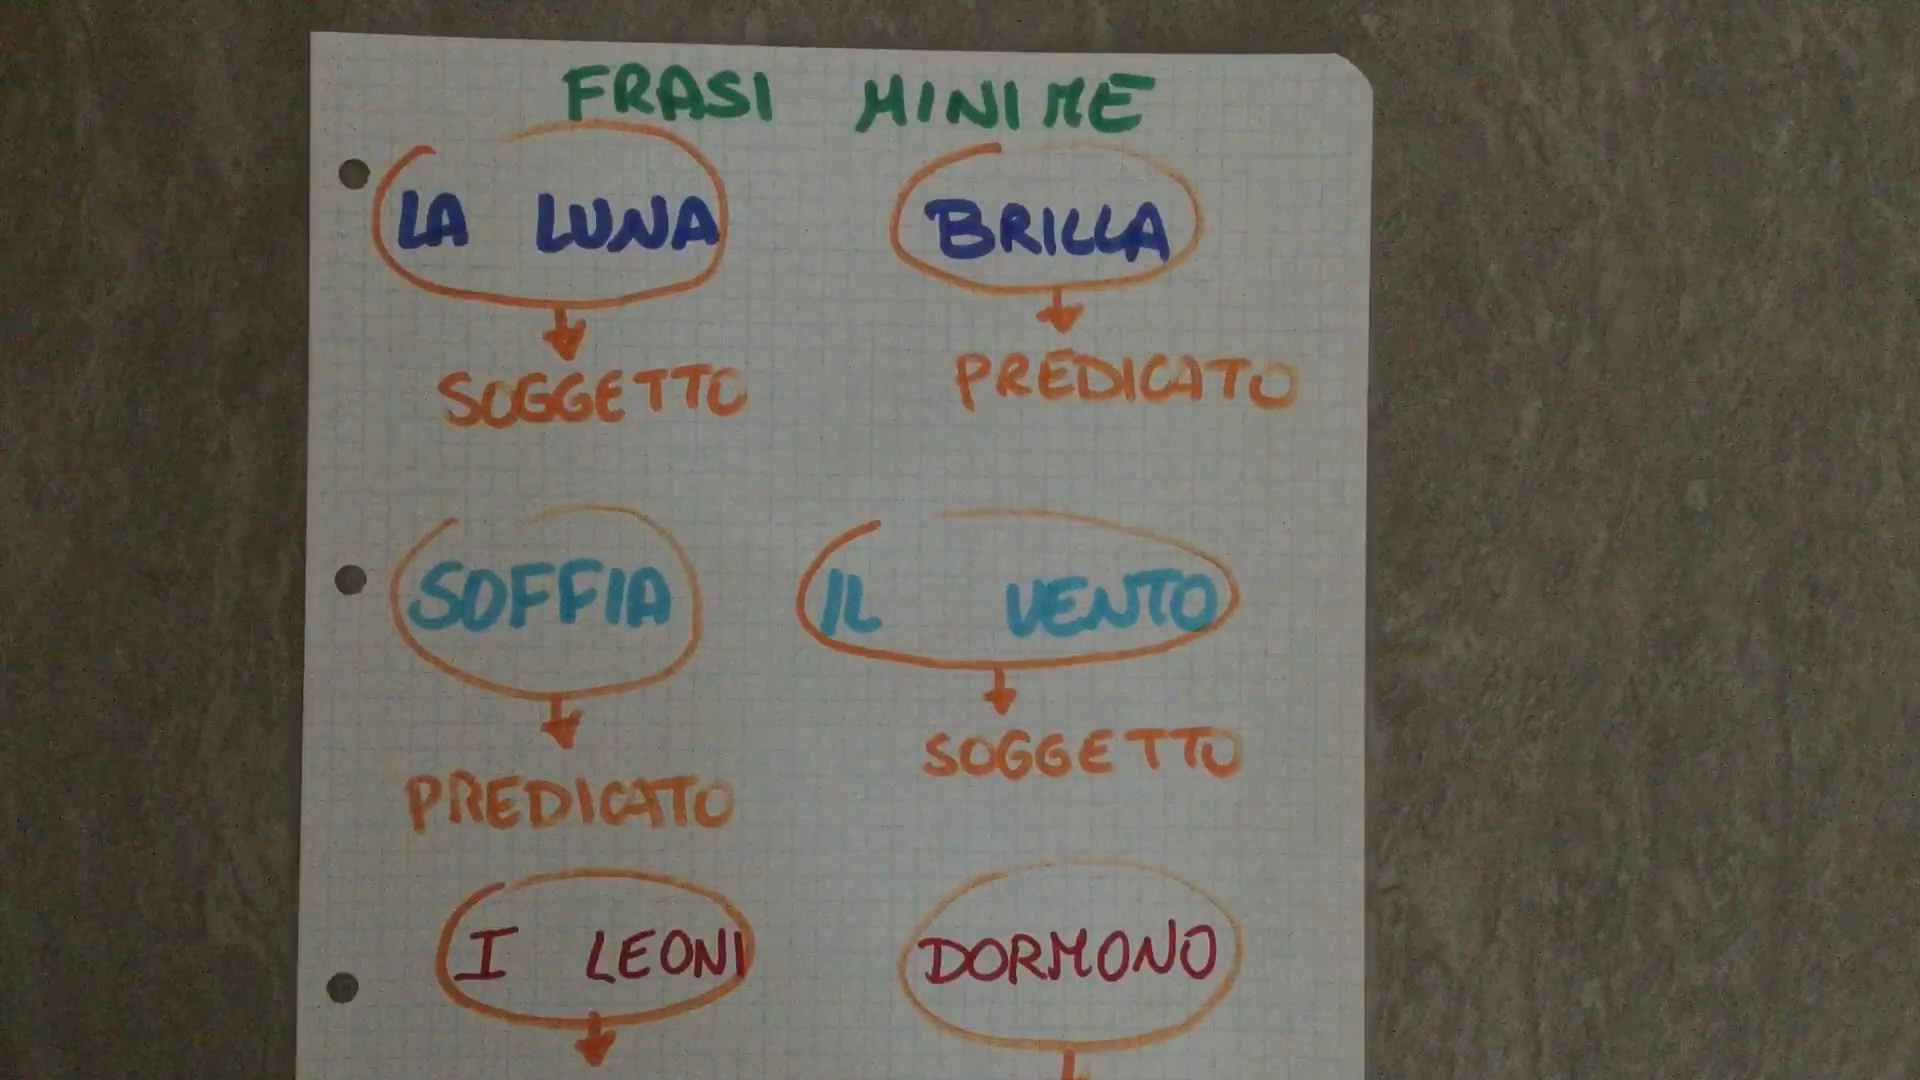 FRASI MINIME
LA LUNA BRILLA
SOGGETTO PREDICATO
SOFFIA IL VENTO
PREDICATO SOGGETTO
I LEONI DORMONO